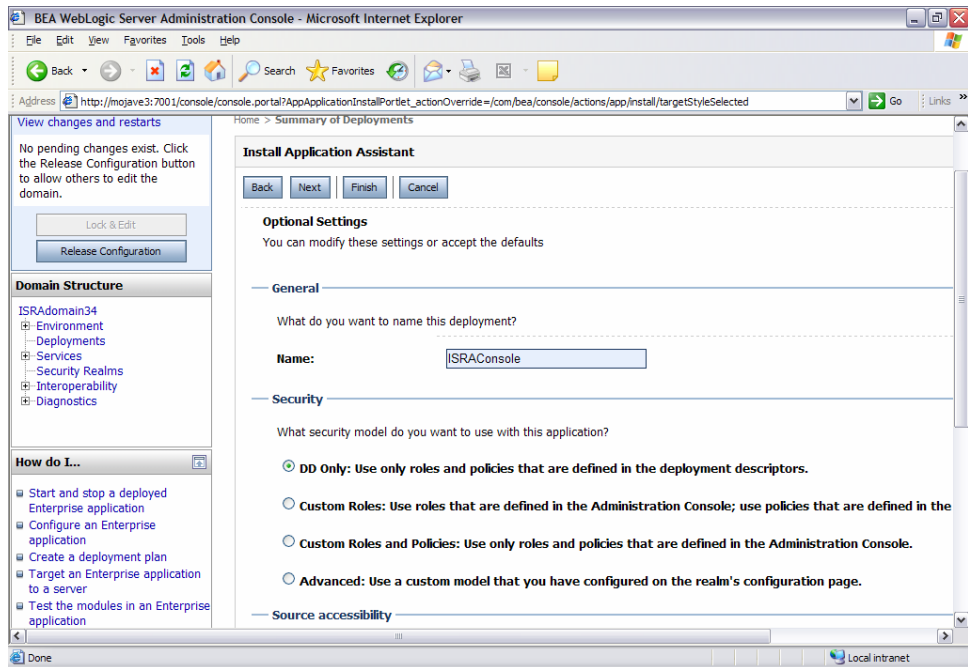 BEA WebLogic Server Administration Console - Microsoft Internet Explorer
File Edit View Favorites Tools Help
Back Search Favorites
Address http://mojave3:7001/console/console.portal?AppApplicationInstallPortlet_actionOverride=/com/bea/console/actions/app/install/targetStyleSelected Go Links »
View changes and restarts
No pending changes exist. Click
the Release Configuration button
to allow others to edit the
domain.
Lock & Edit
Release Configuration
Domain Structure
ISRAdomain34
Environment
Deployments
Services
Security Realms
Interoperability
Diagnostics
How do I...
Start and stop a deployed
Enterprise application
Configure an Enterprise
application
Create a deployment plan
Target an Enterprise application
to a server
Test the modules in an Enterprise
application
Home > Summary of Deployments
Install Application Assistant
Back Next Finish Cancel
Optional Settings
You can modify these settings or accept the defaults
General
What do you want to name this deployment?
Name: ISRAConsole
Security
What security model do you want to use with this application?
DD Only: Use only roles and policies that are defined in the deployment descriptors.
Custom Roles: Use roles that are defined in the Administration Console; use policies that are defined in the
Custom Roles and Policies: Use only roles and policies that are defined in the Administration Console.
Advanced: Use a custom model that you have configured on the realm's configuration page.
Source accessibility
Done
Local intranet